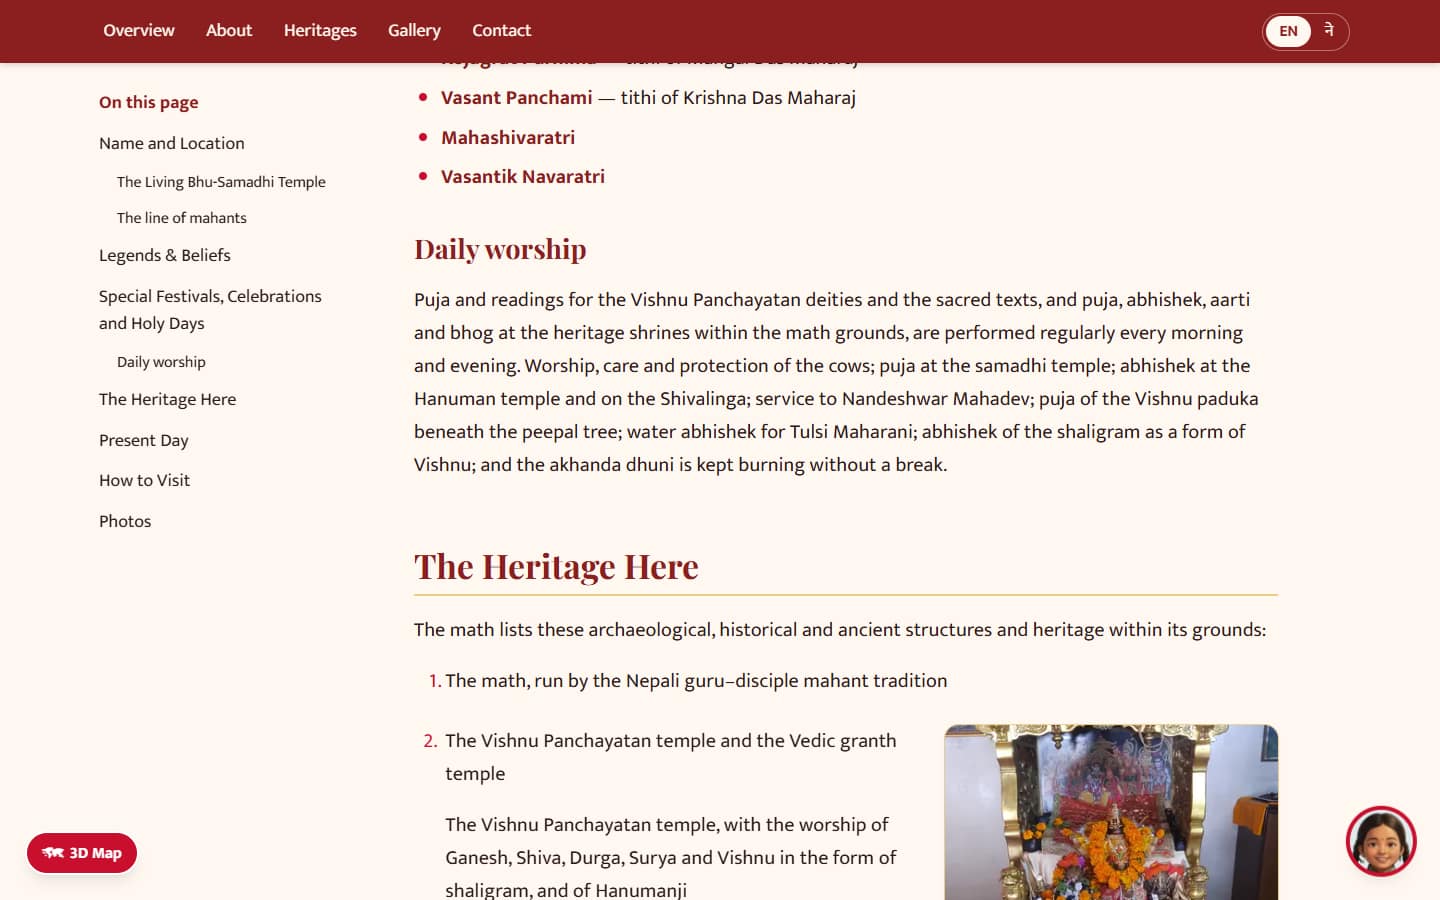 Overview About Heritages Gallery Contact EN ने
On this page
Name and Location
The Living Bhu-Samadhi Temple
The line of mahants
Legends & Beliefs
Special Festivals, Celebrations
and Holy Days
Daily worship
The Heritage Here
Present Day
How to Visit
Photos
Vasant Panchami — tithi of Krishna Das Maharaj
Mahashivaratri
Vasantik Navaratri
Daily worship
Puja and readings for the Vishnu Panchayatan deities and the sacred texts, and puja, abhishek, aarti
and bhog at the heritage shrines within the math grounds, are performed regularly every morning
and evening. Worship, care and protection of the cows; puja at the samadhi temple; abhishek at the
Hanuman temple and on the Shivalinga; service to Nandeshwar Mahadev; puja of the Vishnu paduka
beneath the peepal tree; water abhishek for Tulsi Maharani; abhishek of the shaligram as a form of
Vishnu; and the akhanda dhuni is kept burning without a break.
The Heritage Here
The math lists these archaeological, historical and ancient structures and heritage within its grounds:
1. The math, run by the Nepali guru–disciple mahant tradition
2. The Vishnu Panchayatan temple and the Vedic granth
temple
The Vishnu Panchayatan temple, with the worship of
Ganesh, Shiva, Durga, Surya and Vishnu in the form of
shaligram, and of Hanumanji
3D Map